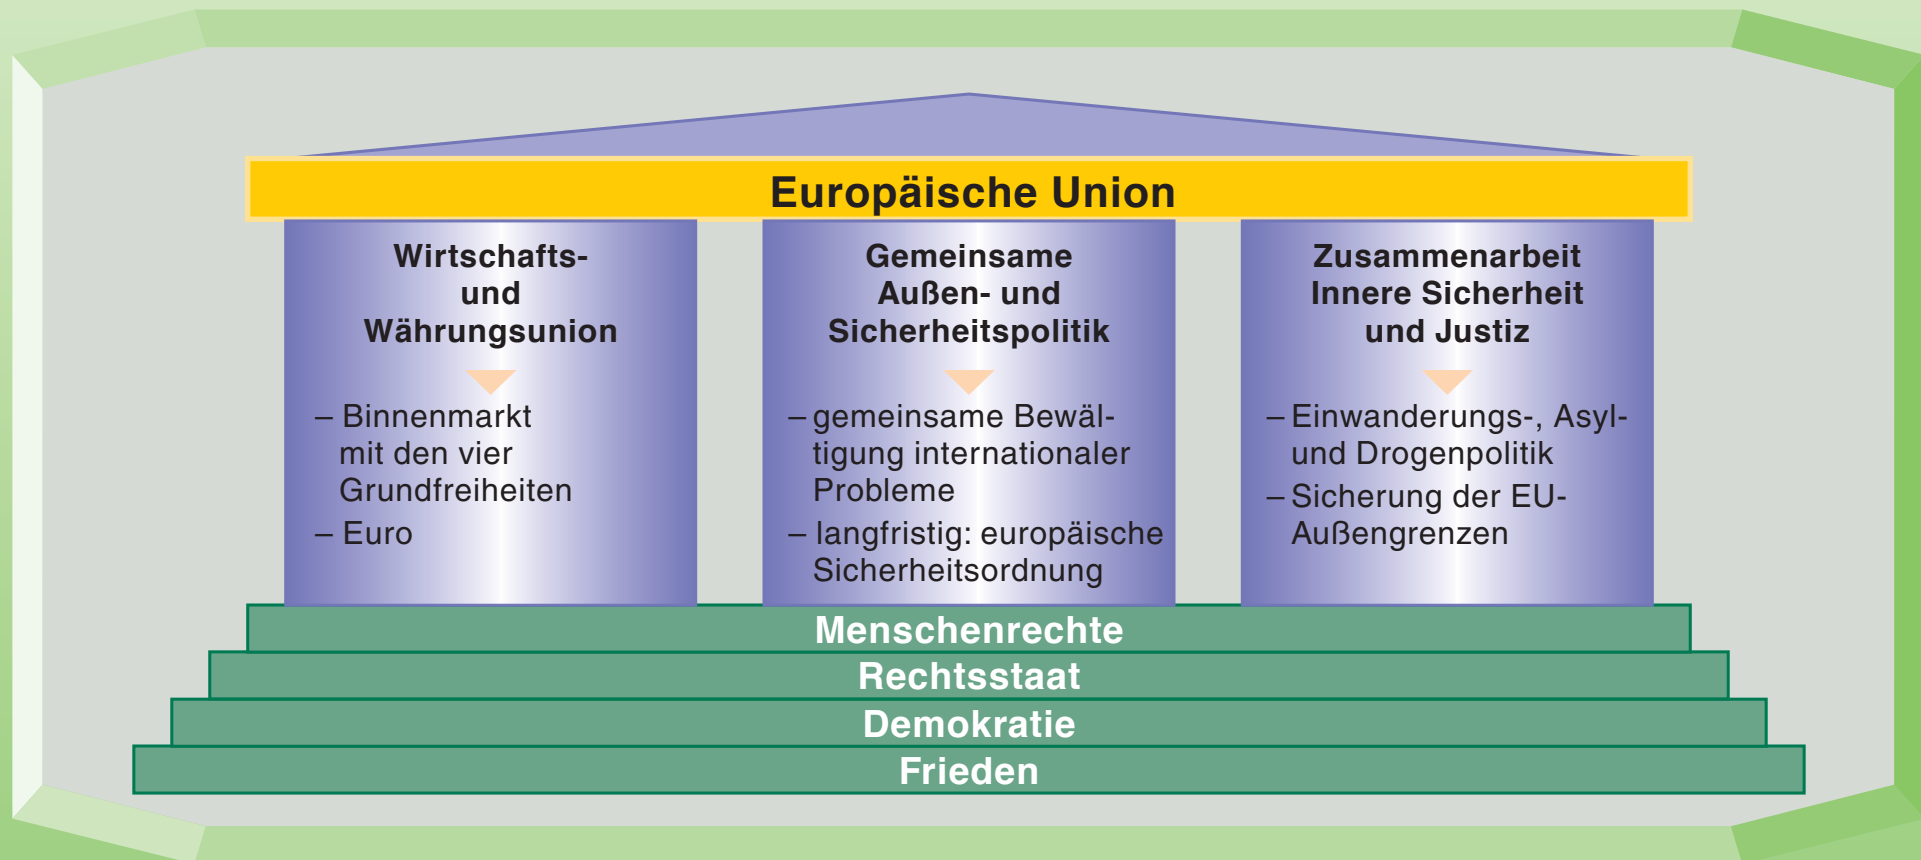 Europäische Union
Wirtschafts-
und
Währungsunion
– Binnenmarkt
mit den vier
Grundfreiheiten
– Euro
Gemeinsame
Außen- und
Sicherheitspolitik
– gemeinsame Bewäl-
tigung internationaler
Probleme
– langfristig: europäische
Sicherheitsordnung
Zusammenarbeit
Innere Sicherheit
und Justiz
– Einwanderungs-, Asyl-
und Drogenpolitik
– Sicherung der EU-
Außengrenzen
Menschenrechte
Rechtsstaat
Demokratie
Frieden